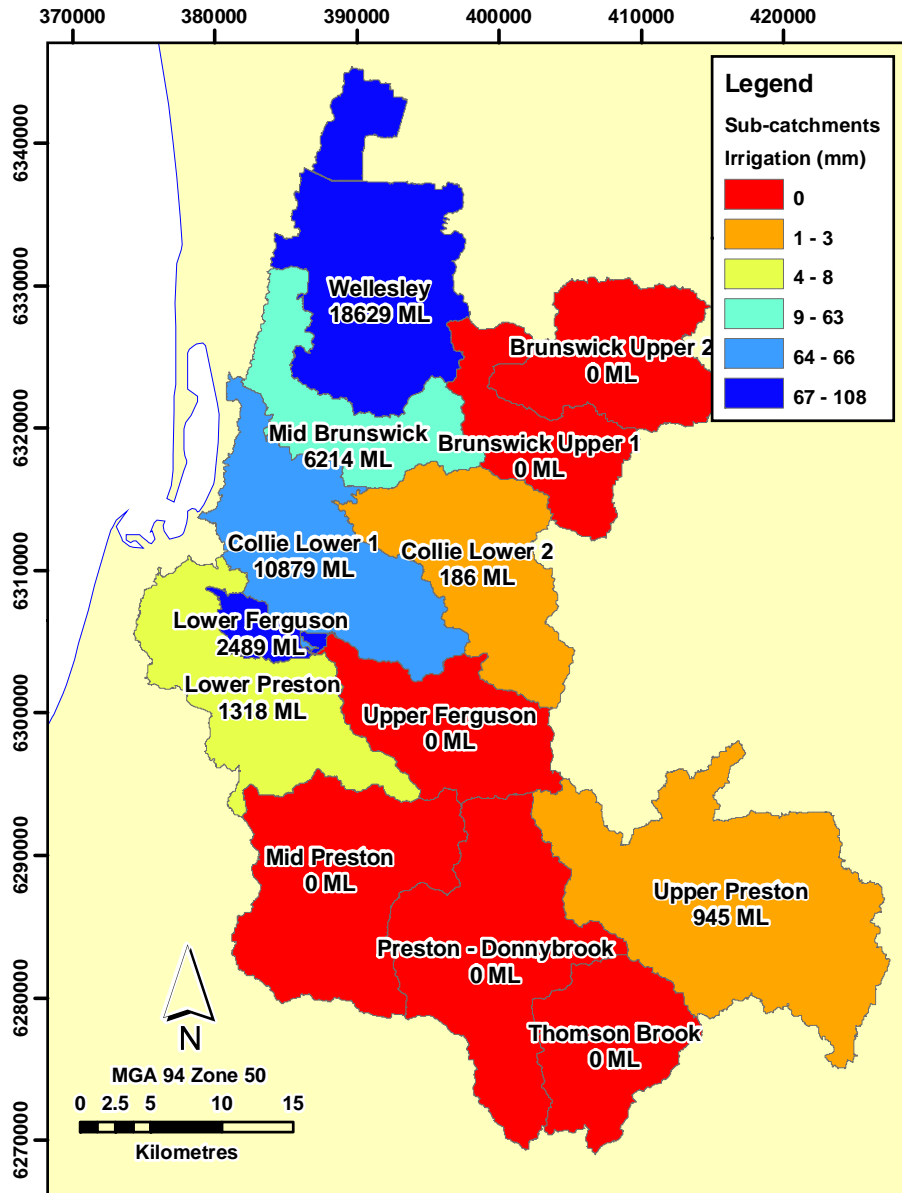 380000 390000 400000 410000 420000
6340000
6330000
6320000
6310000
6300000
6290000
6280000
6270000
Legend
Sub-catchments
Irrigation (mm)
0
1 - 3
4 - 8
9 - 63
64 - 66
67 - 108
Wellesley
18629 ML
Brunswick Upper 2
0 ML
Mid Brunswick
6214 ML
Brunswick Upper 1
0 ML
Collie Lower 1
10879 ML
Collie Lower 2
186 ML
Lower Ferguson
2489 ML
Lower Preston
1318 ML
Upper Ferguson
0 ML
Mid Preston
0 ML
Upper Preston
945 ML
Preston - Donnybrook
0 ML
Thomson Brook
0 ML
N
MGA 94 Zone 50
0 2.5 5 10 15
Kilometres